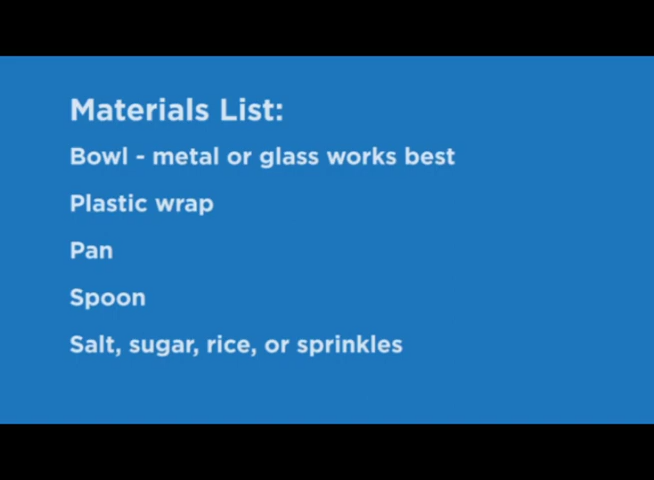 Materials List:
Bowl - metal or glass works best
Plastic wrap
Pan
Spoon
Salt, sugar, rice, or sprinkles